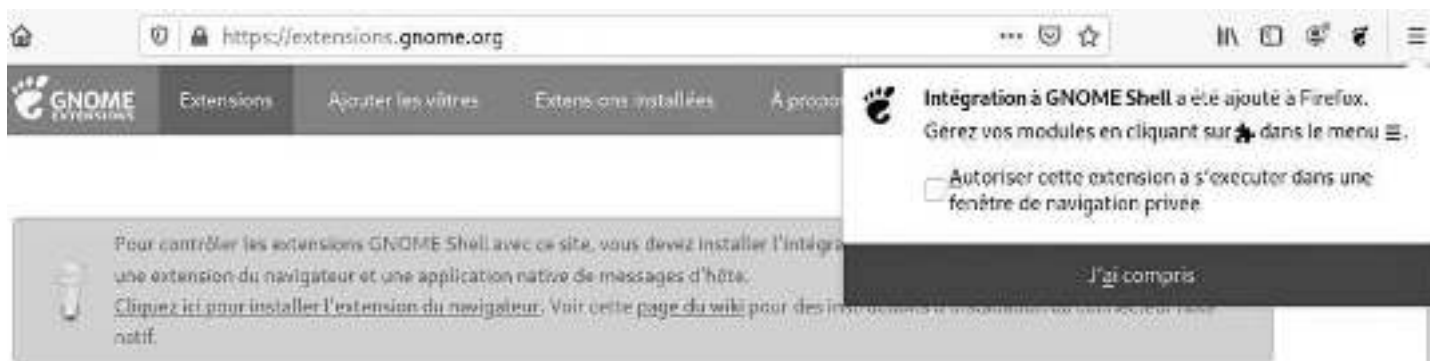 https://extensions.gnome.org
GNOME
EXTENSIONS
Extensions
Ajouter les vôtres
Extensions installées
À propo
Intégration à GNOME Shell a été ajouté à Firefox.
Gérez vos modules en cliquant sur dans le menu
Autoriser cette extension à s'exécuter dans une
fenêtre de navigation privée
J'ai compris
Pour contrôler les extensions GNOME Shell avec ce site, vous devez installer l'intégra
une extension du navigateur et une application native de messages d'hôte.
Cliquez ici pour installer l'extension du navigateur. Voir cette page du wiki pour des
natif.